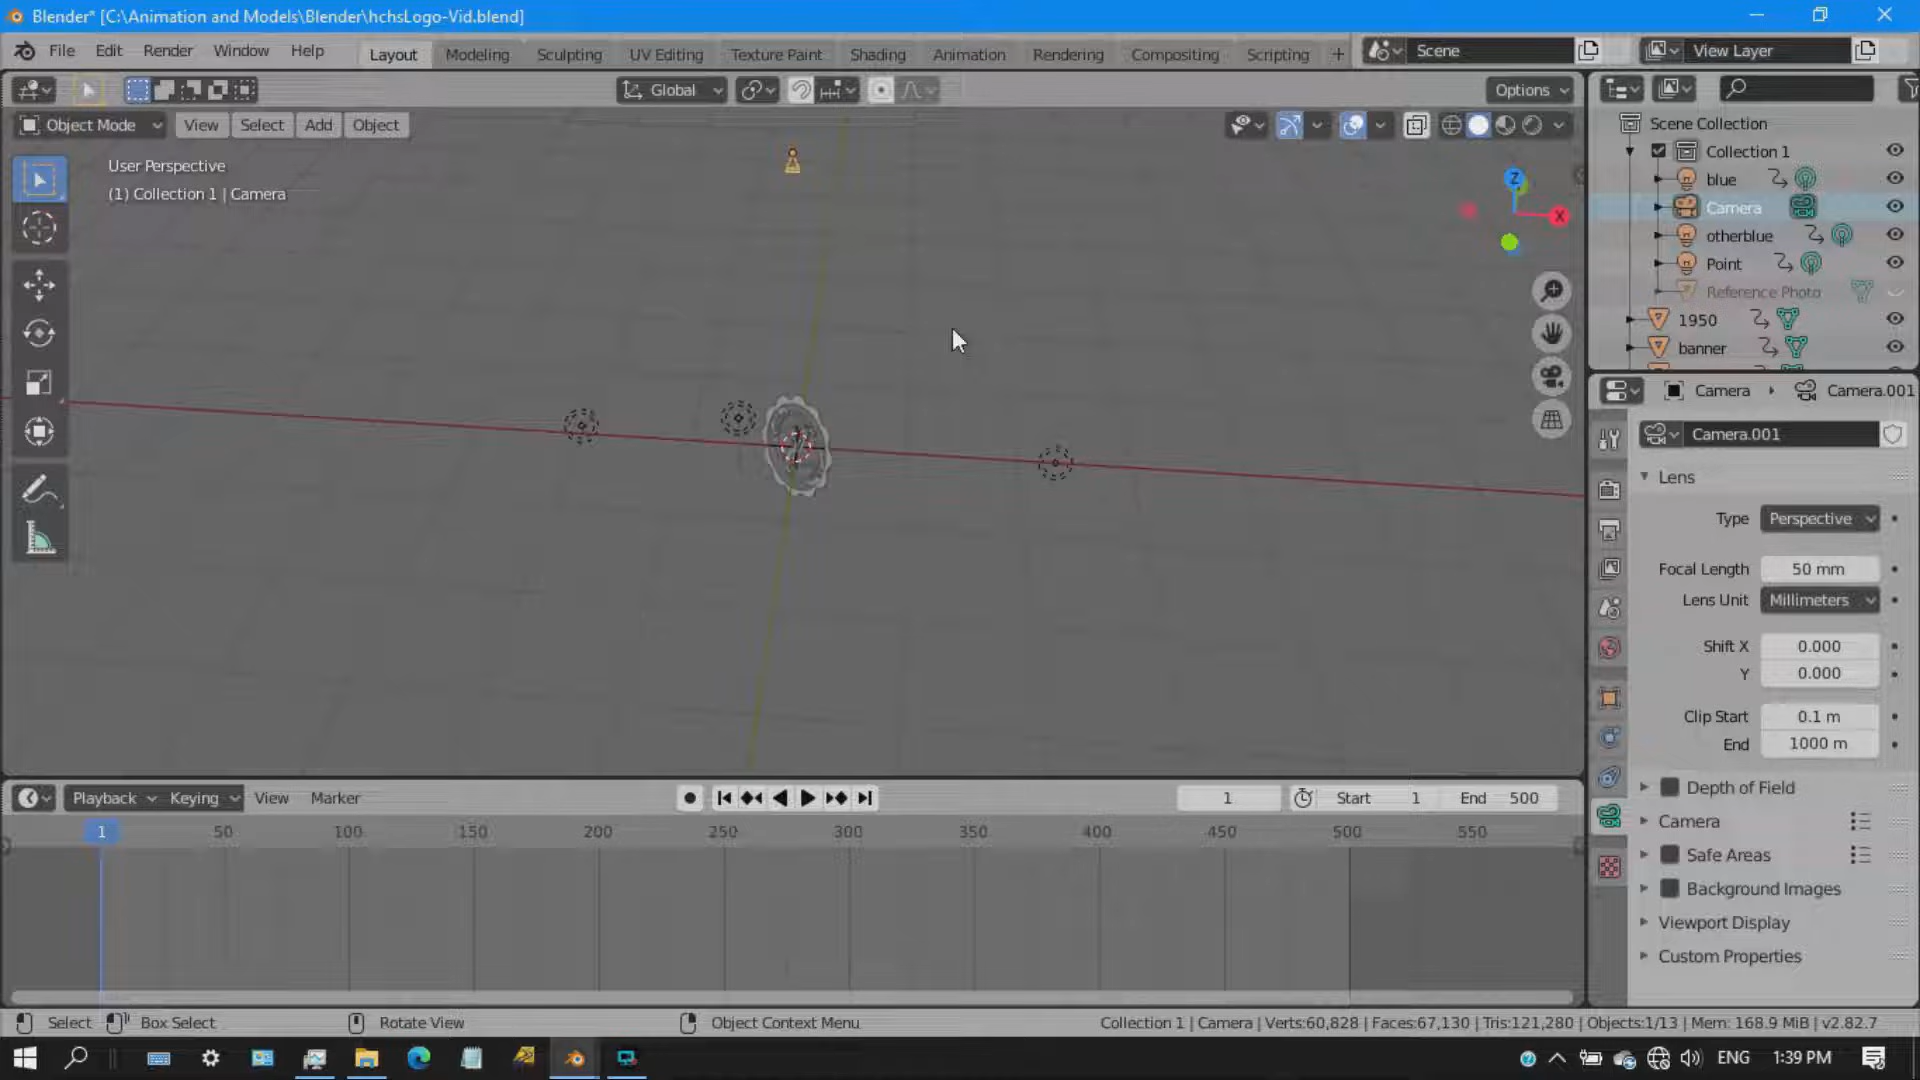 Blender* [C:\Animation and Models\Blender\hchsLogo-Vid.blend]
File Edit Render Window Help Layout Modeling Sculpting UV Editing Texture Paint Shading Animation Rendering Compositing Scripting + Scene View Layer
Global Options
Object Mode View Select Add Object
User Perspective
(1) Collection 1 | Camera
Z
X
Scene Collection
Collection 1
blue
Camera
otherblue
Point
Reference Photo
1950
banner
Camera Camera.001
Camera.001
Lens
Type Perspective
Focal Length 50 mm
Lens Unit Millimeters
Shift X 0.000
Y 0.000
Clip Start 0.1 m
End 1000 m
Depth of Field
Camera
Safe Areas
Background Images
Viewport Display
Custom Properties
Playback Keying View Marker 1 Start 1 End 500
1 50 100 150 200 250 300 350 400 450 500 550
Select Box Select Rotate View Object Context Menu Collection 1 | Camera | Verts:60,828 | Faces:67,130 | Tris:121,280 | Objects:1/13 | Mem: 168.9 MiB | v2.82.7
ENG 1:39 PM